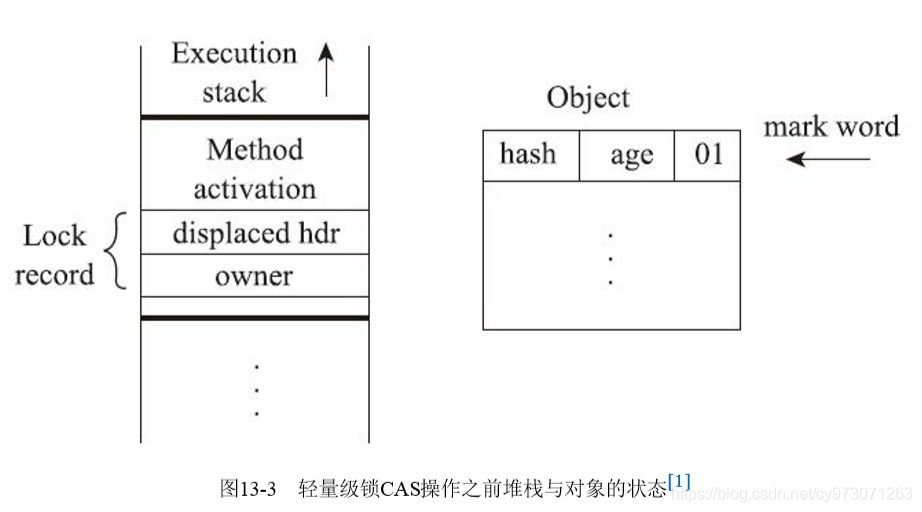 Execution
stack
Method
activation
Lock
record
displaced hdr
owner
Object
hash age 01
mark word
图13-3 轻量级锁CAS操作之前堆栈与对象的状态[1]
https://blog.csdn.net/cy973071263